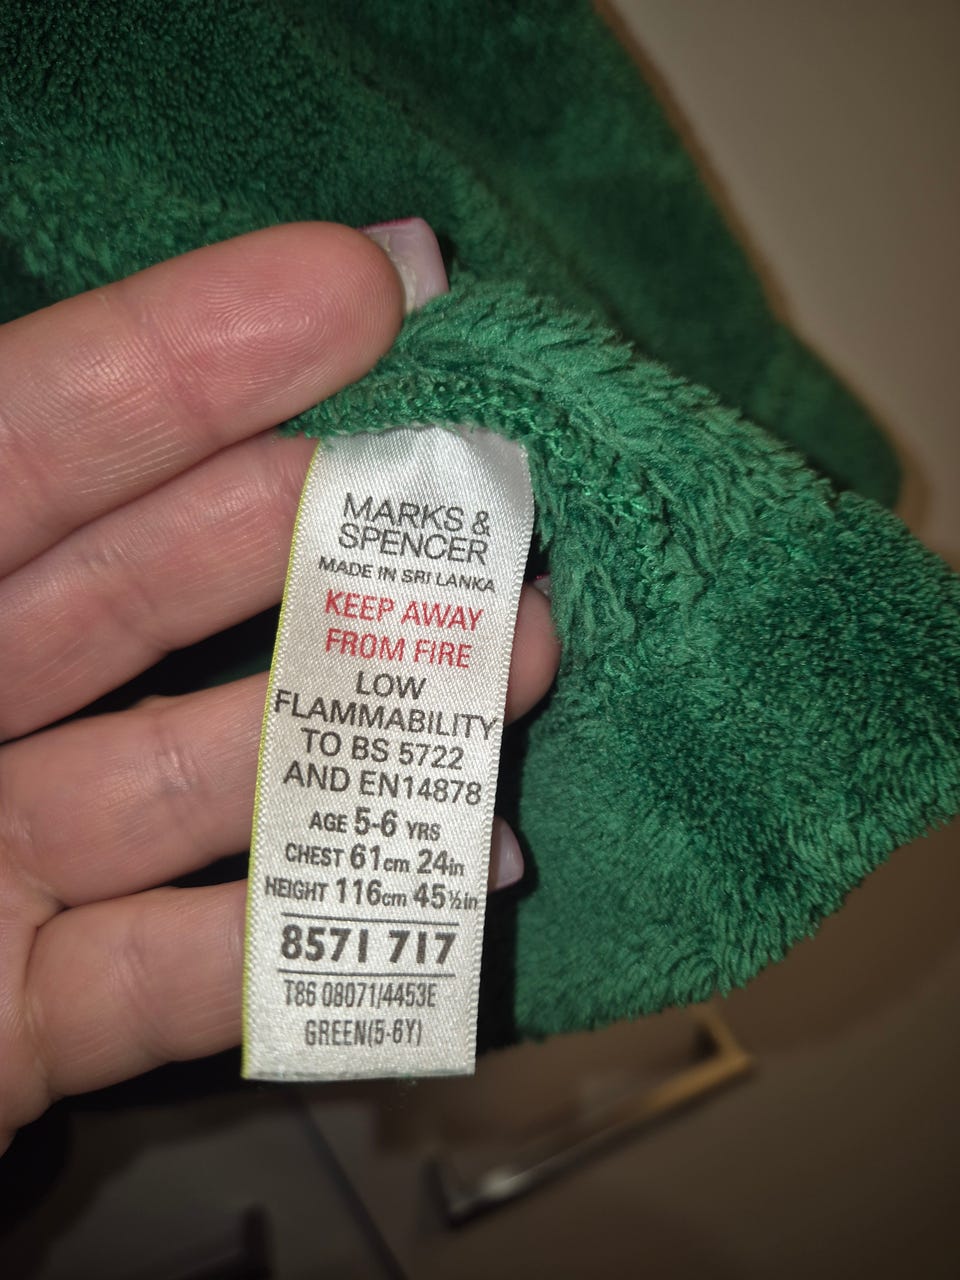 MARKS &
SPENCER
MADE IN SRI LANKA
KEEP AWAY
FROM FIRE
LOW
FLAMMABILITY
TO BS 5722
AND EN14878
AGE 5-6 YRS
CHEST 61cm 24in
HEIGHT 116cm 45½in
8571 717
T86 08071/4453E
GREEN(5-6Y)